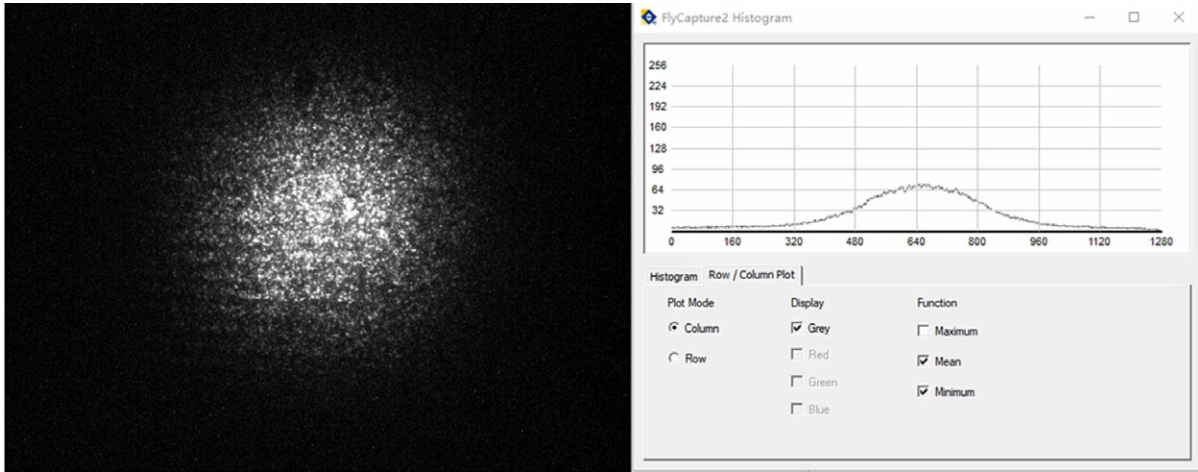 FlyCapture2 Histogram
256
224
192
160
128
96
64
32
0 160 320 480 640 800 960 1120 1280
Histogram Row / Column Plot
Plot Mode Display Function
Column Grey Maximum
Row Red Mean
Green Minimum
Blue